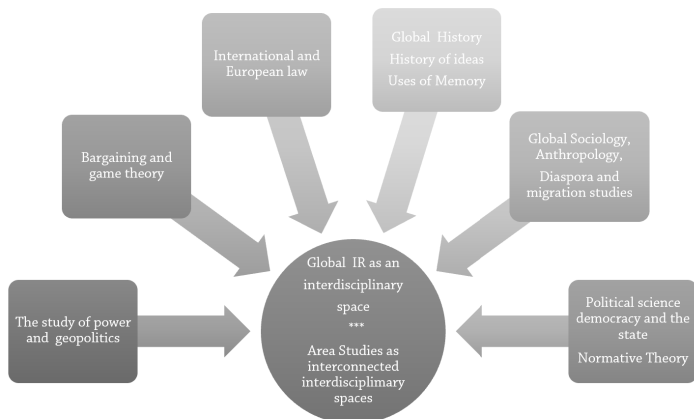 International and
European law
Global History
History of ideas
Uses of Memory
Bargaining and
game theory
Global Sociology,
Anthropology,
Diaspora and
migration studies
The study of power
and geopolitics
Global IR as an
interdisciplinary
space
***
Area Studies as
interconnected
interdisciplinary
spaces
Political science
democracy and the
state
Normative Theory